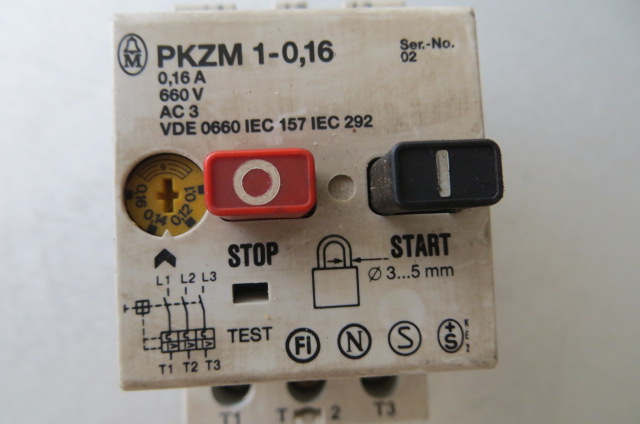 M
PKZM 1-0,16
Ser.-No.
02
0,16 A
660 V
AC 3
VDE 0660 IEC 157 IEC 292
0,16 0,14 0,12 0,1
STOP
START
Ø 3...5 mm
L1 L2 L3
TEST
T1 T2 T3
Fi N S +S
T1 T 2 T3